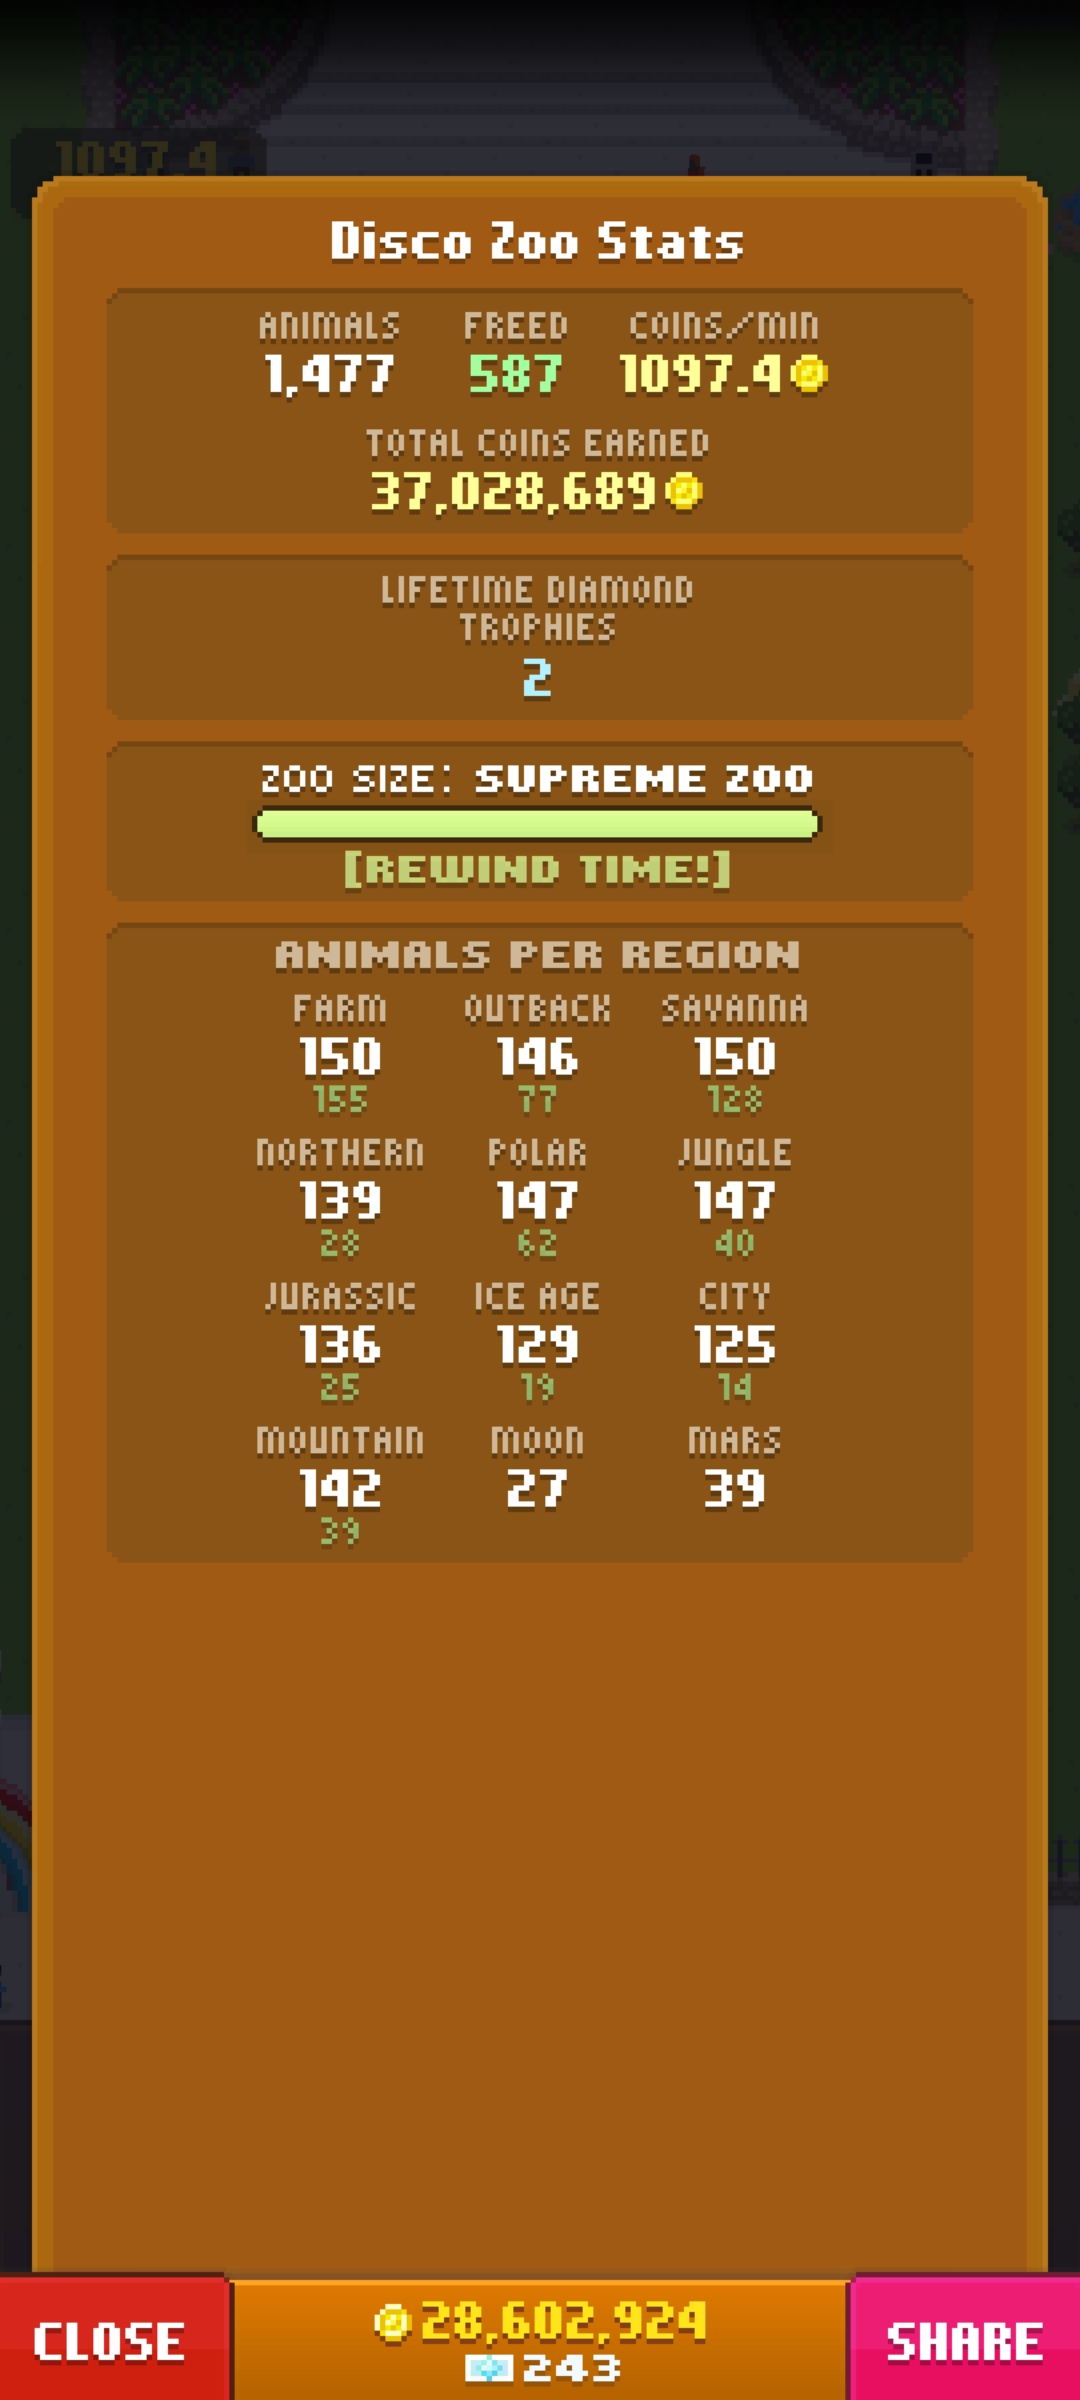 1097.4
Disco Zoo Stats
ANIMALS FREED COINS/MIN
1,477 587 1097.4
TOTAL COINS EARNED
37,028,689
LIFETIME DIAMOND
TROPHIES
2
ZOO SIZE: SUPREME ZOO
[REWIND TIME!]
ANIMALS PER REGION
FARM OUTBACK SAVANNA
150 146 150
155 77 128
NORTHERN POLAR JUNGLE
139 147 147
28 62 40
JURASSIC ICE AGE CITY
136 129 125
25 19 14
MOUNTAIN MOON MARS
142 27 39
39
CLOSE 28,602,924 SHARE
243